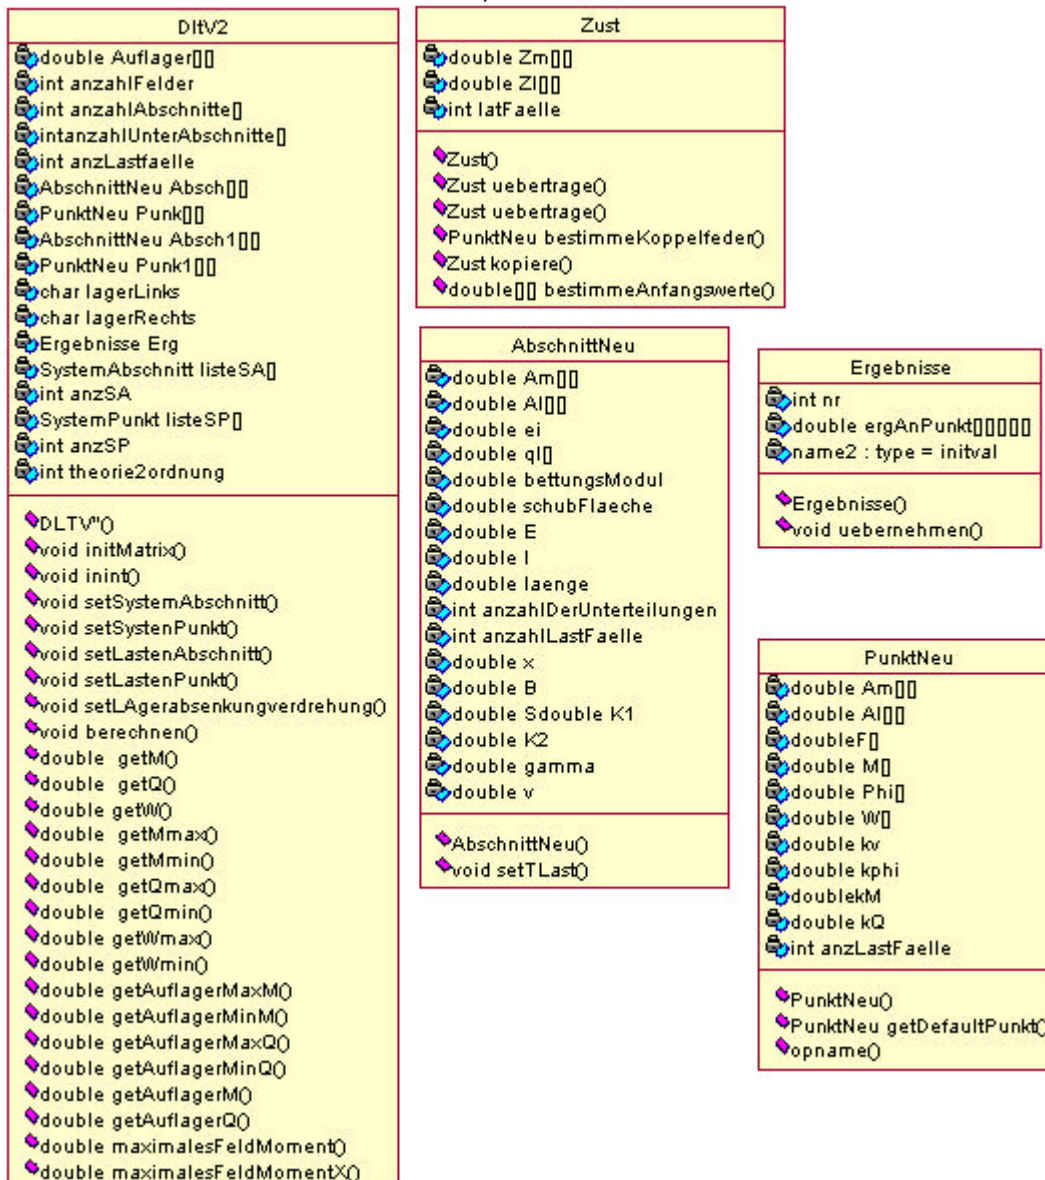 DltV2
double Auflager[][]
int anzahlFelder
int anzahlAbschnitte[]
intanzahlUnterAbschnitte[]
int anzLastfaelle
AbschnittNeu Absch[][]
PunktNeu Punk[][]
AbschnittNeu Absch1[][]
PunktNeu Punk1[][]
char lagerLinks
char lagerRechts
Ergebnisse Erg
SystemAbschnitt listeSA[]
int anzSA
SystemPunkt listeSP[]
int anzSP
int theorie2ordnung
DLTV"()
void initMatrix()
void inint()
void setSystemAbschnitt()
void setSystenPunkt()
void setLastenAbschnitt()
void setLastenPunkt()
void setLAgerabsenkungverdrehung()
void berechnen()
double getM()
double getQ()
double getW()
double getMmax()
double getMmin()
double getQmax()
double getQmin()
double getWmax()
double getWmin()
double getAuflagerMaxM()
double getAuflagerMinM()
double getAuflagerMaxQ()
double getAuflagerMinQ()
double getAuflagerM()
double getAuflagerQ()
double maximalesFeldMoment()
double maximalesFeldMomentX()
Zust
double Zm[][]
double Zl[][]
int latFaelle
Zust()
Zust uebertrage()
Zust uebertrage()
PunktNeu bestimmeKoppelfeder()
Zust kopiere()
double[][] bestimmeAnfangswerte()
AbschnittNeu
double Am[][]
double Al[][]
double ei
double ql[]
double bettungsModul
double schubFlaeche
double E
double I
double laenge
int anzahlDerUnterteilungen
int anzahlLastFaelle
double x
double B
double Sdouble K1
double K2
double gamma
double v
AbschnittNeu()
void setTLast()
Ergebnisse
int nr
double ergAnPunkt[][][][][]
name2 : type = initval
Ergebnisse()
void uebernehmen()
PunktNeu
double Am[][]
double Al[][]
doubleF[]
double M[]
double Phi[]
double W[]
double kv
double kphi
doublekM
double kQ
int anzLastFaelle
PunktNeu()
PunktNeu getDefaultPunkt()
opname()